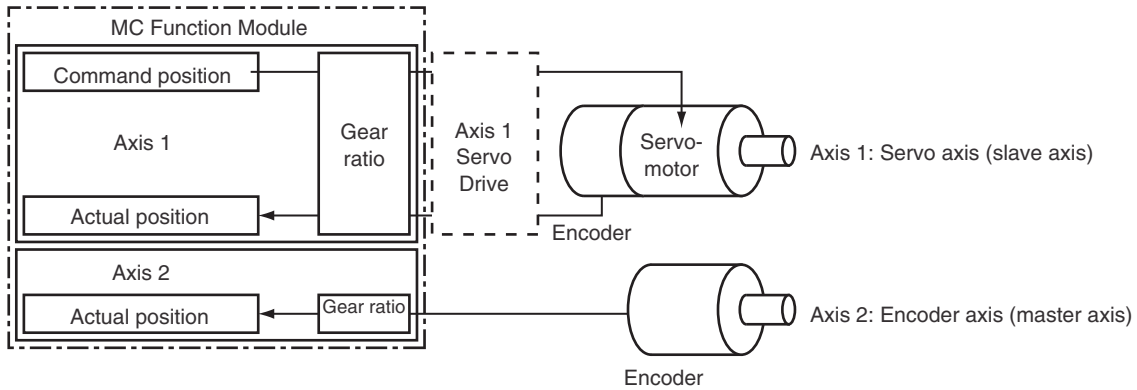 MC Function Module
Command position
Axis 1
Gear
ratio
Actual position
Axis 1
Servo
Drive
Servo-
motor
Encoder
Axis 1: Servo axis (slave axis)
Axis 2
Actual position
Gear ratio
Encoder
Axis 2: Encoder axis (master axis)